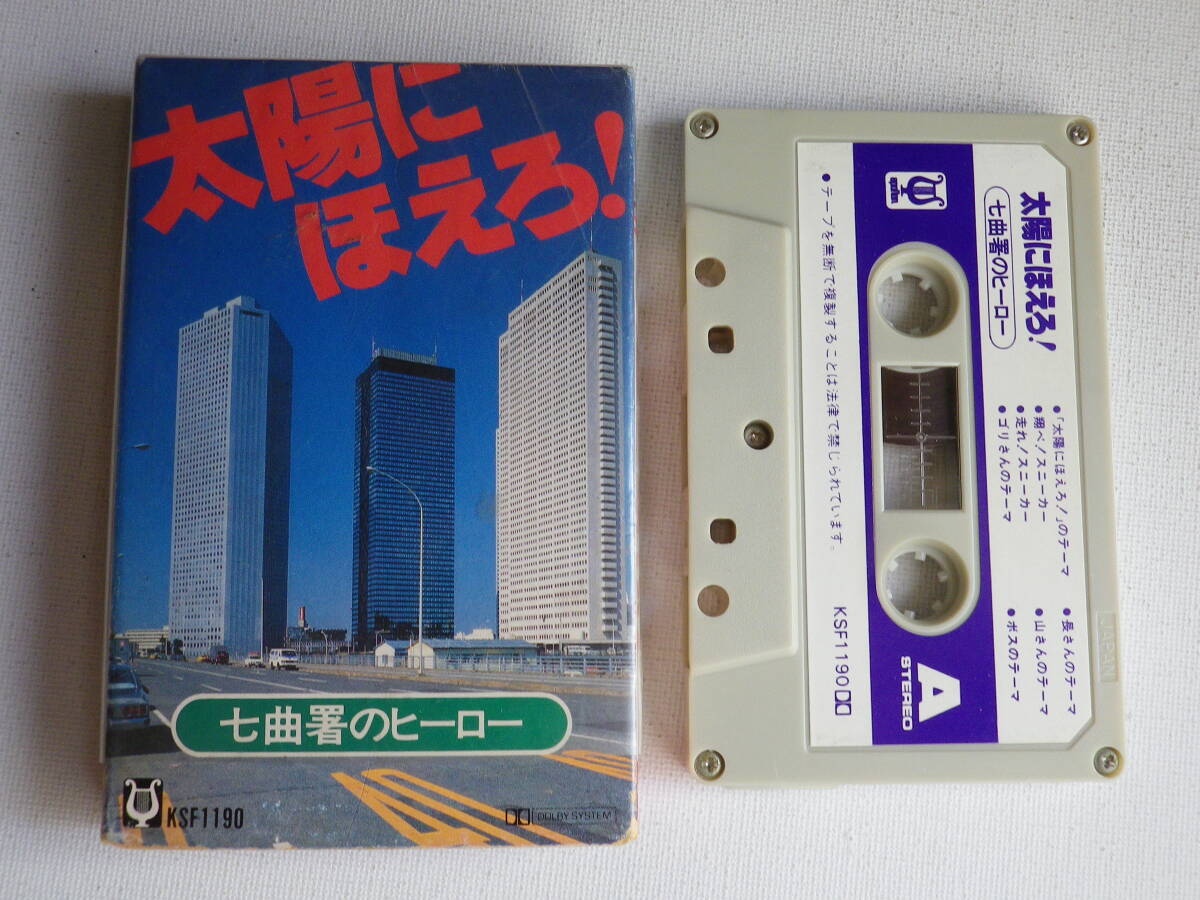 太陽に
ほえろ!
七曲署のヒーロー
KSF1190
DOLBY SYSTEM
太陽にほえろ!
七曲署のヒーロー
●「太陽にほえろ!」のテーマ
●翔べ!スニーカー
●走れ!スニーカー
●ゴリさんのテーマ
●長さんのテーマ
●山さんのテーマ
●ボスのテーマ
A
STEREO
●テープを無断で複製することは法律で禁じられています。
KSF1190
JAPAN